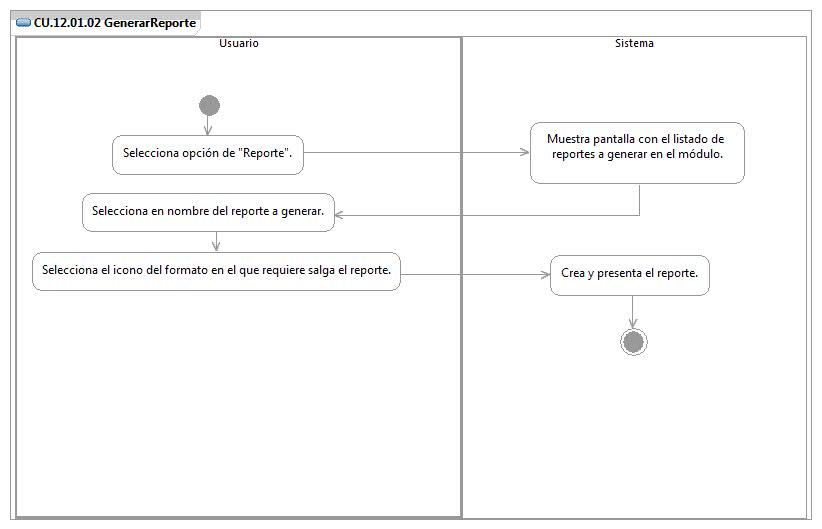 CU.12.01.02 GenerarReporte
Usuario
Sistema
Selecciona opción de "Reporte".
Muestra pantalla con el listado de
reportes a generar en el módulo.
Selecciona en nombre del reporte a generar.
Selecciona el icono del formato en el que requiere salga el reporte.
Crea y presenta el reporte.